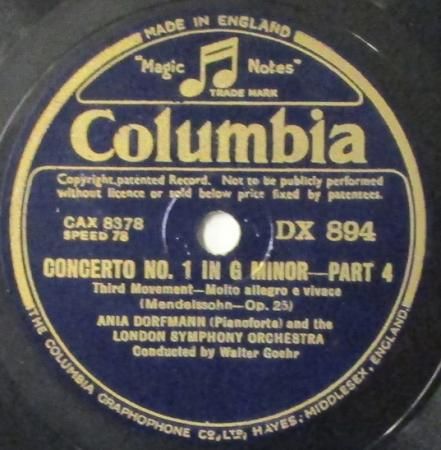 MADE IN ENGLAND
"Magic Notes"
TRADE MARK
Columbia
Copyright, patented Record. Not to be publicly performed
without licence or sold below price fixed by patentees.
CAX 8378
SPEED 78
DX 894
CONCERTO NO. 1 IN G MINOR—PART 4
Third Movement—Molto allegro e vivace
(Mendelssohn—Op. 25)
ANIA DORFMANN (Pianoforte) and the
LONDON SYMPHONY ORCHESTRA
Conducted by Walter Goehr
THE COLUMBIA GRAPHOPHONE CO., LTD., HAYES, MIDDLESEX, ENGLAND.